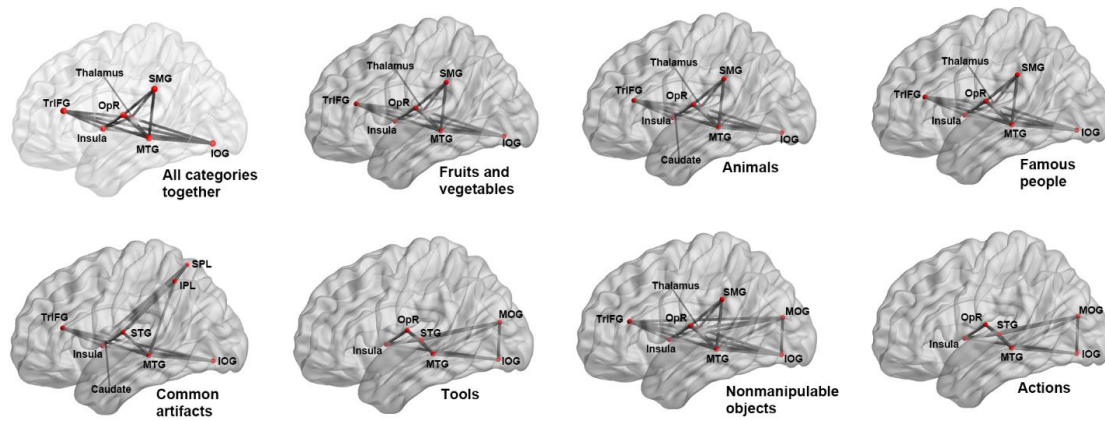 Thalamus
SMG
TrIFG
OpR
Insula
MTG
IOG
All categories
together
Thalamus
SMG
TrIFG
OpR
Insula
MTG
IOG
Fruits and
vegetables
Thalamus
SMG
TrIFG
OpR
Insula
MTG
IOG
Caudate
Animals
Thalamus
SMG
TrIFG
OpR
Insula
MTG
IOG
Famous
people
SPL
IPL
TrIFG
STG
Insula
MTG
IOG
Caudate
Common
artifacts
OpR
MOG
STG
Insula
MTG
IOG
Tools
Thalamus
SMG
TrIFG
OpR
MOG
Insula
MTG
IOG
Nonmanipulable
objects
OpR
MOG
STG
Insula
MTG
IOG
Actions